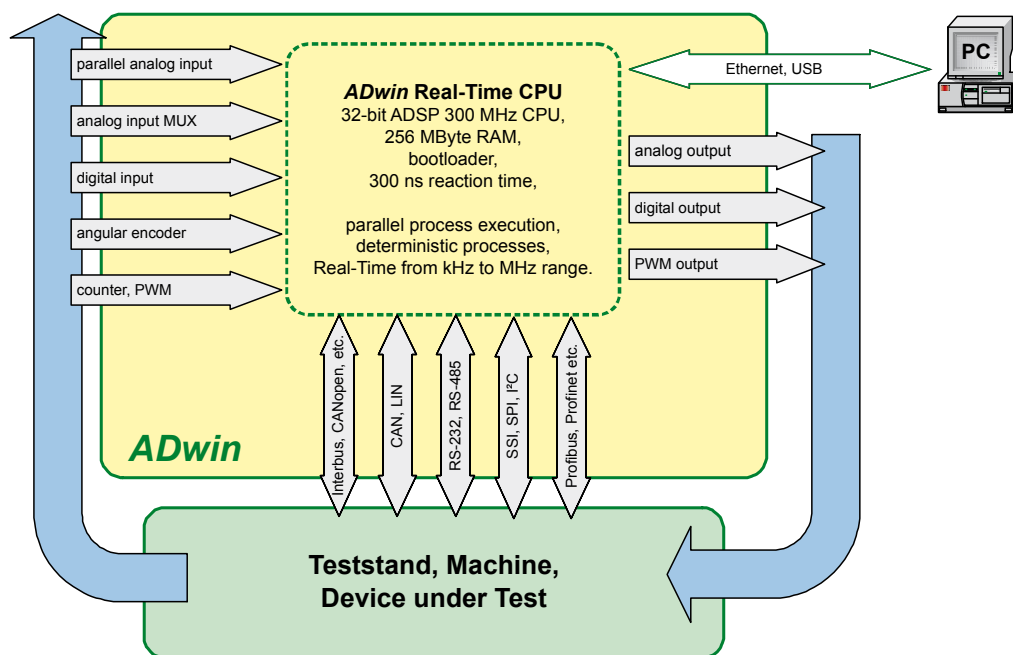 parallel analog input
analog input MUX
digital input
angular encoder
counter, PWM
ADwin Real-Time CPU
32-bit ADSP 300 MHz CPU,
256 MByte RAM,
bootloader,
300 ns reaction time,
parallel process execution,
deterministic processes,
Real-Time from kHz to MHz range.
Ethernet, USB
PC
analog output
digital output
PWM output
Interbus, CANopen, etc.
CAN, LIN
RS-232, RS-485
SSI, SPI, I²C
Profibus, Profinet etc.
ADwin
Teststand, Machine,
Device under Test